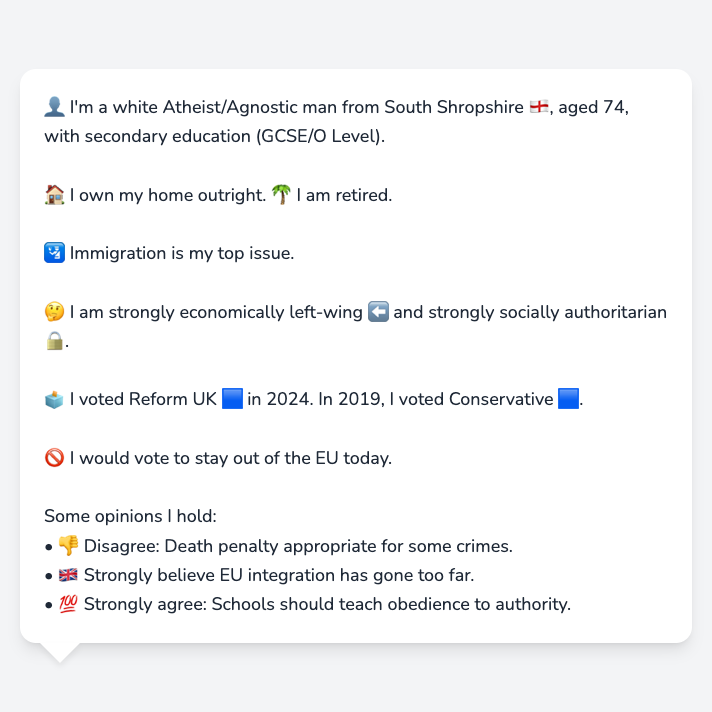 👤 I'm a white Atheist/Agnostic man from South Shropshire 🏴󠁧󠁢󠁥󠁮󠁧󠁿, aged 74,
with secondary education (GCSE/O Level).
🏠 I own my home outright. 🌴 I am retired.
🛂 Immigration is my top issue.
🤔 I am strongly economically left-wing ⬅️ and strongly socially authoritarian
🔒.
🗳️ I voted Reform UK 🟦 in 2024. In 2019, I voted Conservative 🟦.
🚫 I would vote to stay out of the EU today.
Some opinions I hold:
• 👎 Disagree: Death penalty appropriate for some crimes.
• 🇬🇧 Strongly believe EU integration has gone too far.
• 💯 Strongly agree: Schools should teach obedience to authority.